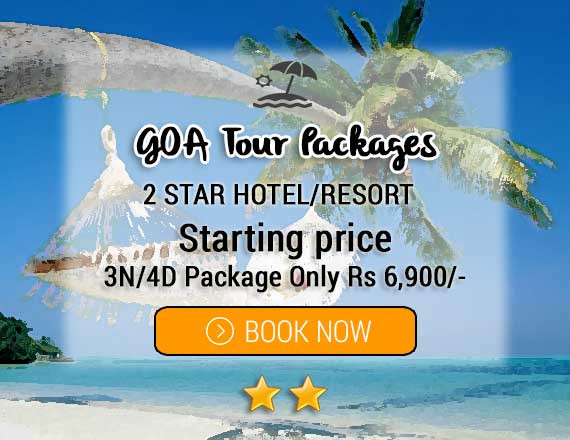 GOA Tour Packages
2 STAR HOTEL/RESORT
Starting price
3N/4D Package Only Rs 6,900/-
BOOK NOW